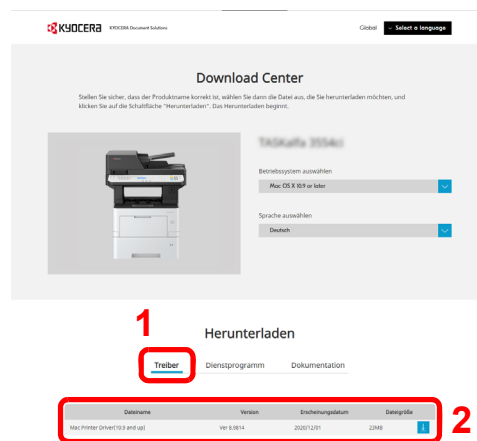 KYOCERA KYOCERA Document Solutions Global Select a language
Download Center
Stellen Sie sicher, dass der Produktname korrekt ist, wählen Sie dann die Datei aus, die Sie herunterladen möchten, und
klicken Sie auf die Schaltfläche "Herunterladen". Das Herunterladen beginnt.
TASKalfa 3554ci
Betriebssystem auswählen
Mac OS X 10.9 or later
Sprache auswählen
Deutsch
1
Herunterladen
Treiber Dienstprogramm Dokumentation
Dateiname Version Erscheinungsdatum Dateigröße
Mac Printer Driver(10.9 and up) Ver 8.9814 2020/12/01 23MB i
2